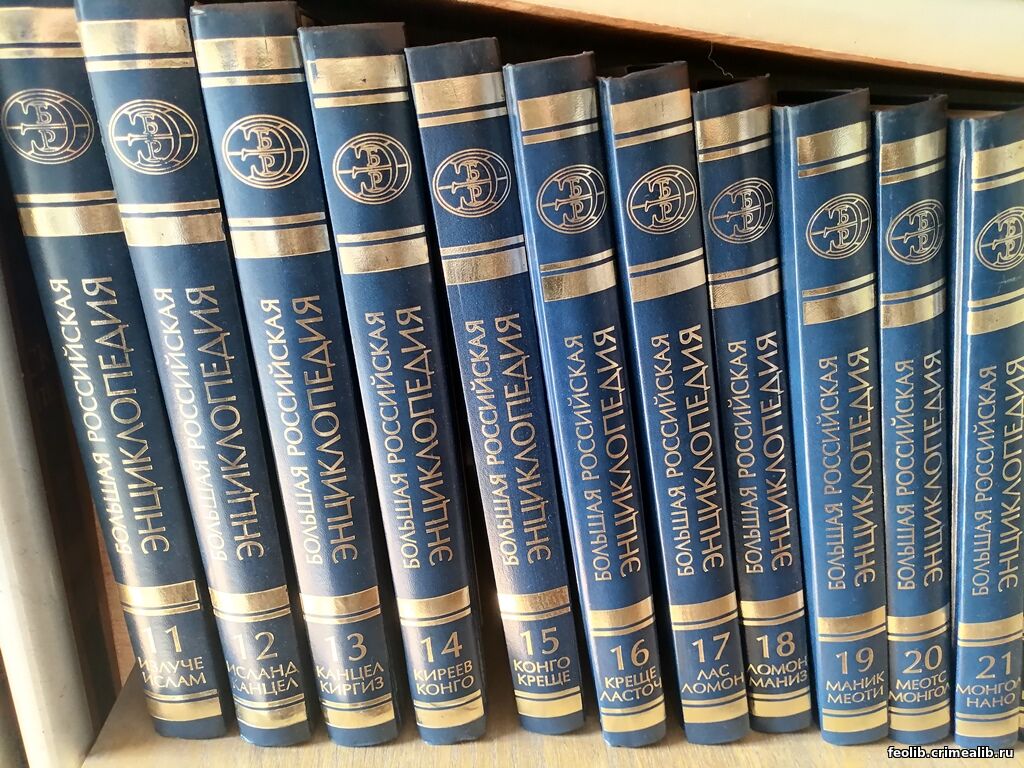 БОЛЬШАЯ РОССИЙСКАЯ
ЭНЦИКЛОПЕДИЯ
11
ИЗЛУЧЕ
ИСЛАМ
БОЛЬШАЯ РОССИЙСКАЯ
ЭНЦИКЛОПЕДИЯ
12
ИСЛАНД
КАНЦЕЛ
БОЛЬШАЯ РОССИЙСКАЯ
ЭНЦИКЛОПЕДИЯ
13
КАНЦЕЛ
КИРГИЗ
БОЛЬШАЯ РОССИЙСКАЯ
ЭНЦИКЛОПЕДИЯ
14
КИРЕЕВ
КОНГО
БОЛЬШАЯ РОССИЙСКАЯ
ЭНЦИКЛОПЕДИЯ
15
КОНГО
КРЕЩЕ
БОЛЬШАЯ РОССИЙСКАЯ
ЭНЦИКЛОПЕДИЯ
16
КРЕЩЕ
ЛАСТОЧ
БОЛЬШАЯ РОССИЙСКАЯ
ЭНЦИКЛОПЕДИЯ
17
ЛАС
ЛОМОН
БОЛЬШАЯ РОССИЙСКАЯ
ЭНЦИКЛОПЕДИЯ
18
ЛОМОН
МАНИЗ
БОЛЬШАЯ РОССИЙСКАЯ
ЭНЦИКЛОПЕДИЯ
19
МАНИК
МЕОТИ
БОЛЬШАЯ РОССИЙСКАЯ
ЭНЦИКЛОПЕДИЯ
20
МЕОТС
МОНГОЛ
БОЛЬШАЯ РОССИЙСКАЯ
ЭНЦИКЛОПЕДИЯ
21
МОНГОЛ
НАНО
feolib.crimealib.ru